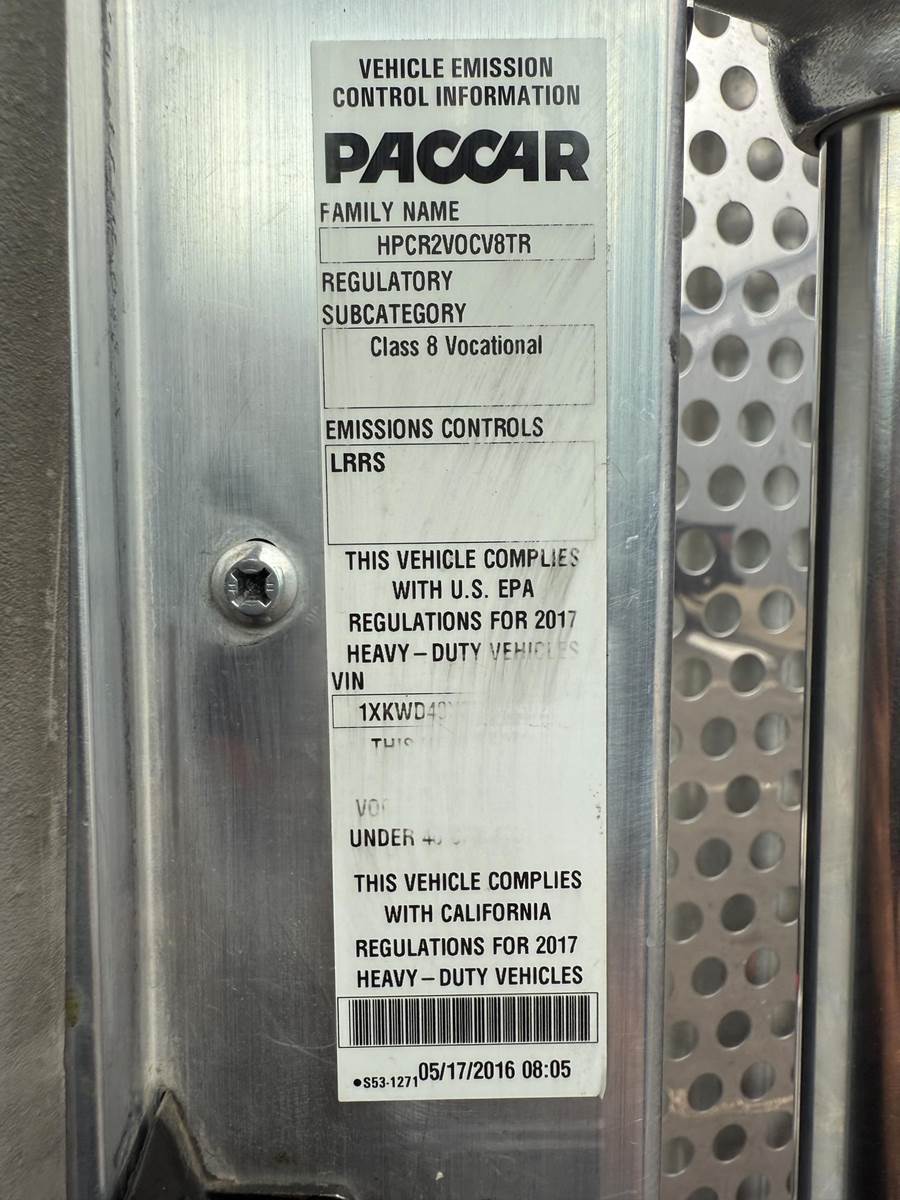 VEHICLE EMISSION
CONTROL INFORMATION
PACCAR
FAMILY NAME
HPCR2VOCV8TR
REGULATORY
SUBCATEGORY
Class 8 Vocational
EMISSIONS CONTROLS
LRRS
THIS VEHICLE COMPLIES
WITH U.S. EPA
REGULATIONS FOR 2017
HEAVY–DUTY VEHICLES
VIN
THIS
UNDER
THIS VEHICLE COMPLIES
WITH CALIFORNIA
REGULATIONS FOR 2017
HEAVY–DUTY VEHICLES
●S53-1271 05/17/2016 08:05